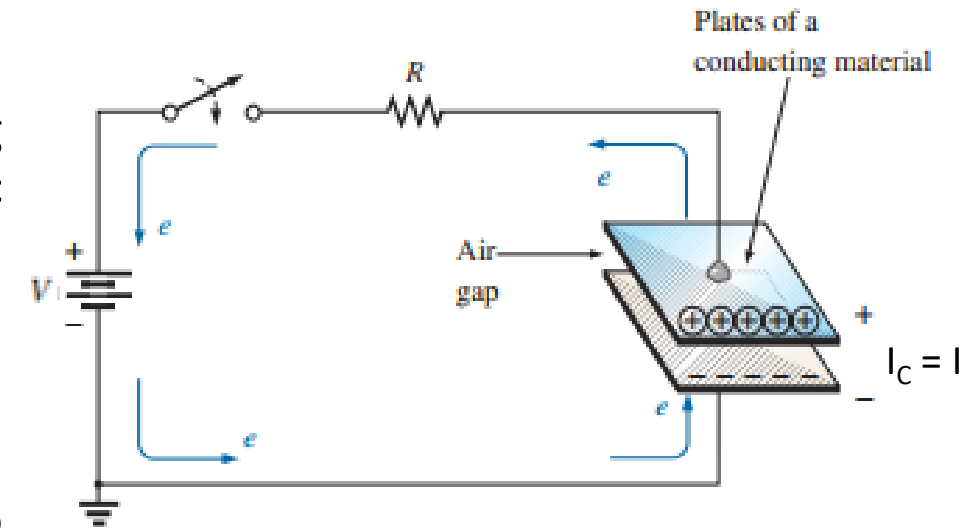 Plates of a
conducting material
R
e
e
Air
gap
+
V
−
+
I_C = I
−
e
e